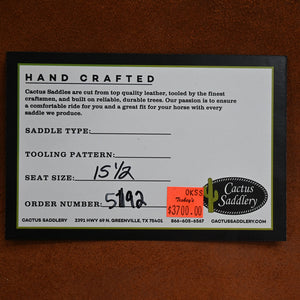 HAND CRAFTED
Cactus Saddles are cut from top quality leather, tooled by the finest
craftsmen, and built on reliable, durable trees. Our passion is to ensure
a comfortable ride for you and a great fit for your horse with every
saddle we produce.
SADDLE TYPE:
TOOLING PATTERN:
SEAT SIZE: 15 1/2
ORDER NUMBER: 5192
OKSS
Teskey's
$3700.00
Cactus
Saddlery
CACTUS SADDLERY 2391 HWY 69 N. GREENVILLE, TX 75401 866-608-6587 CACTUSSADDLERY.COM